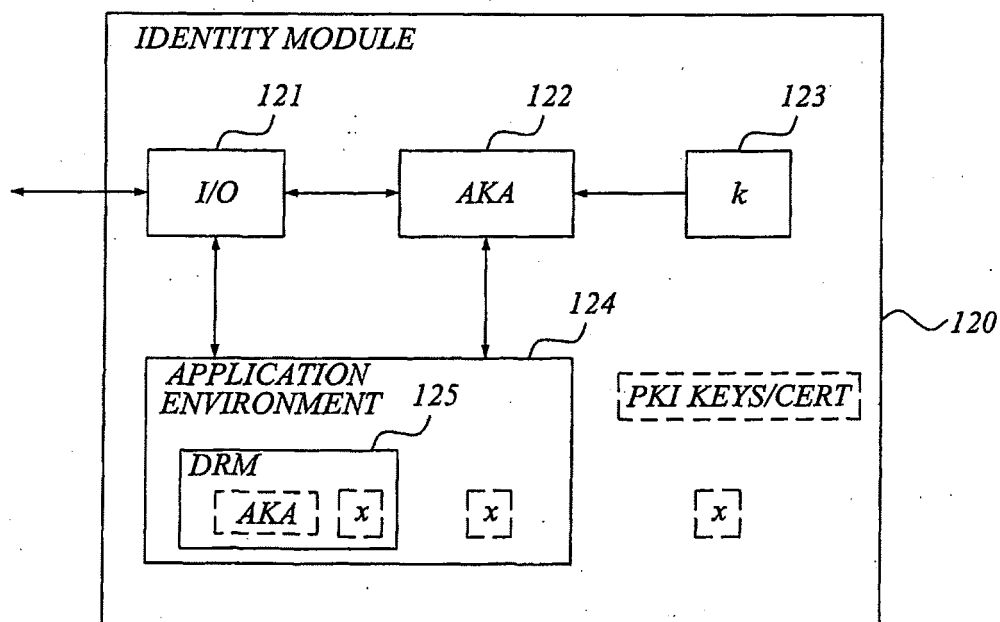 IDENTITY MODULE
121
122
123
I/O
AKA
k
124
120
APPLICATION
ENVIRONMENT
125
PKI KEYS/CERT
DRM
AKA
x
x
x